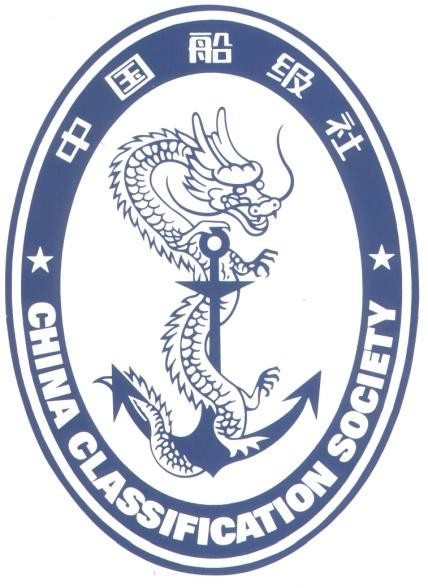 中国船级社
CHINA CLASSIFICATION SOCIETY